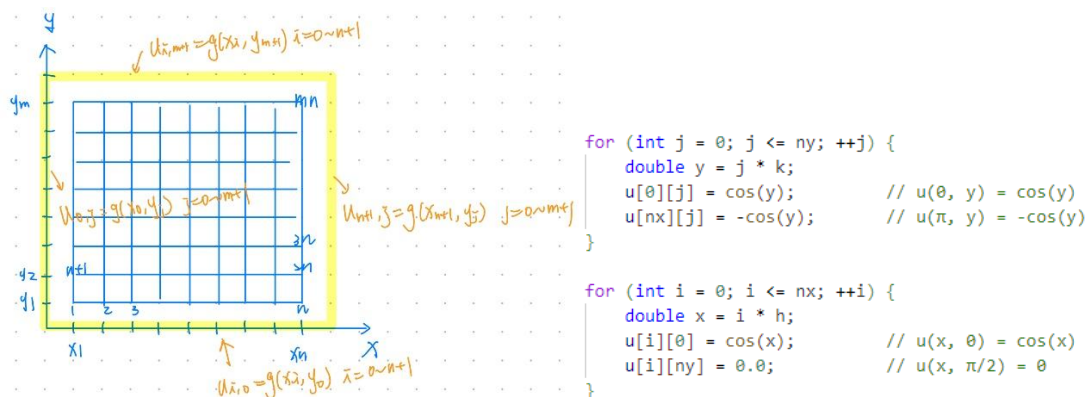 y
u_{i,m+1}=g(x_i, y_{m+1}) i=0~n+1
y_m
mn
u_{0,j}=g(x_0,y_j) j=0~m+1
u_{n+1,j}=g(x_{n+1},y_j) j=0~m+1
3n
y_2
n+1
2n
y_1
1 2 3 n
x_1
x_n
x
u_{i,0}=g(x_i,y_0) i=0~n+1
for (int j = 0; j <= ny; ++j) {
double y = j * k;
u[0][j] = cos(y); // u(0, y) = cos(y)
u[nx][j] = -cos(y); // u(π, y) = -cos(y)
}
for (int i = 0; i <= nx; ++i) {
double x = i * h;
u[i][0] = cos(x); // u(x, 0) = cos(x)
u[i][ny] = 0.0; // u(x, π/2) = 0
}